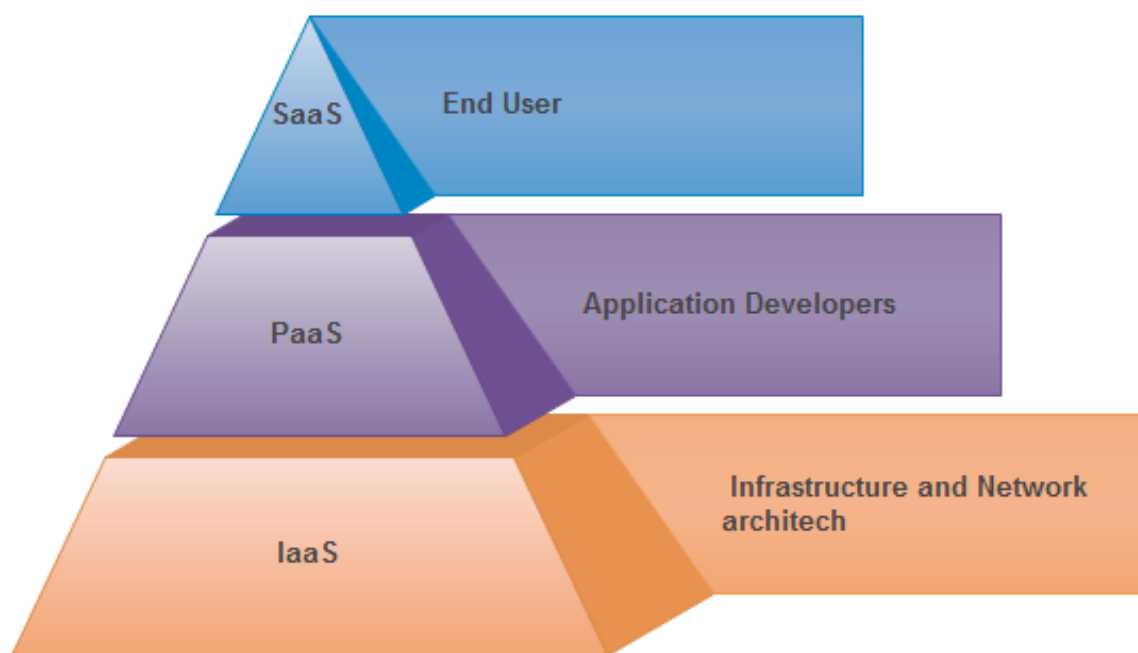 SaaS
End User
PaaS
Application Developers
IaaS
Infrastructure and Network
architech